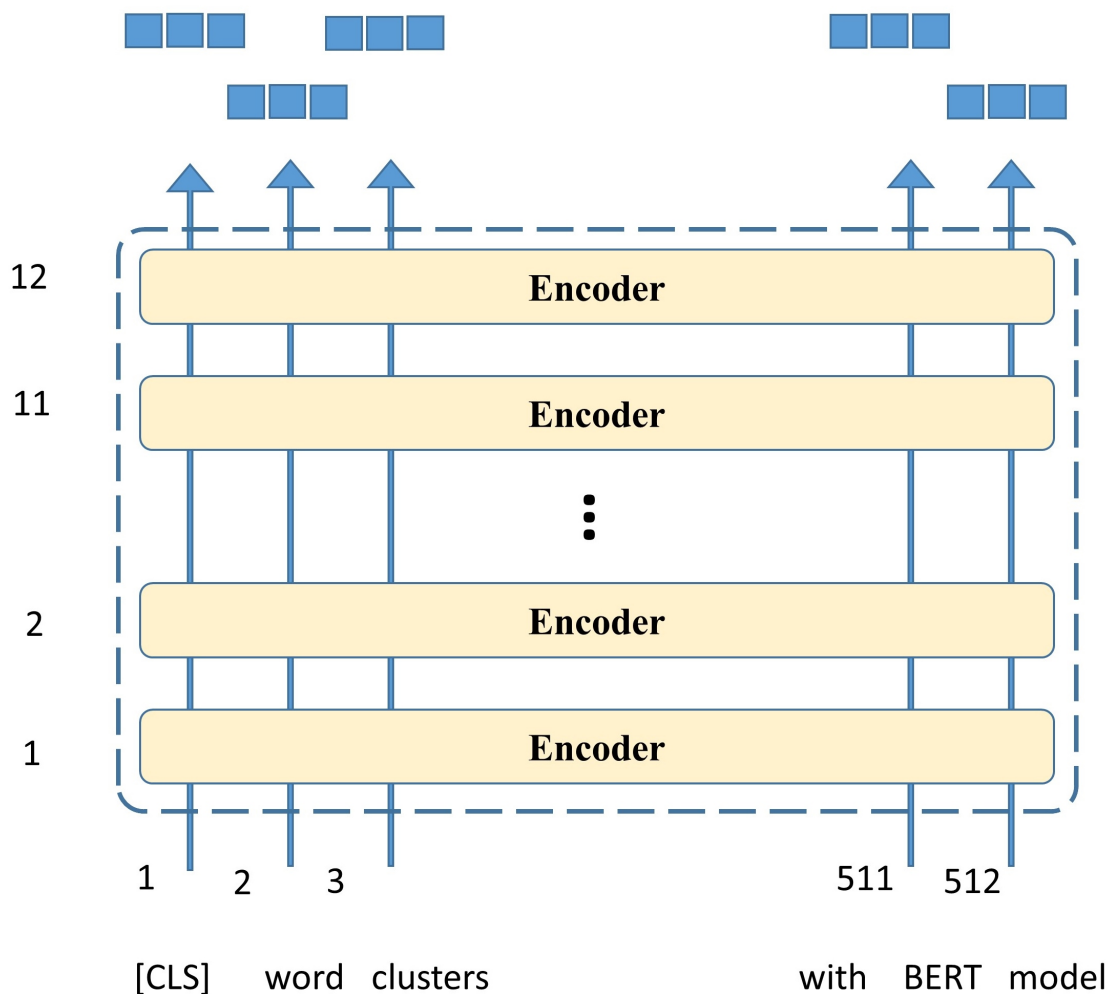 12 Encoder
11 Encoder
2 Encoder
1 Encoder
1 2 3 511 512
[CLS] word clusters with BERT model